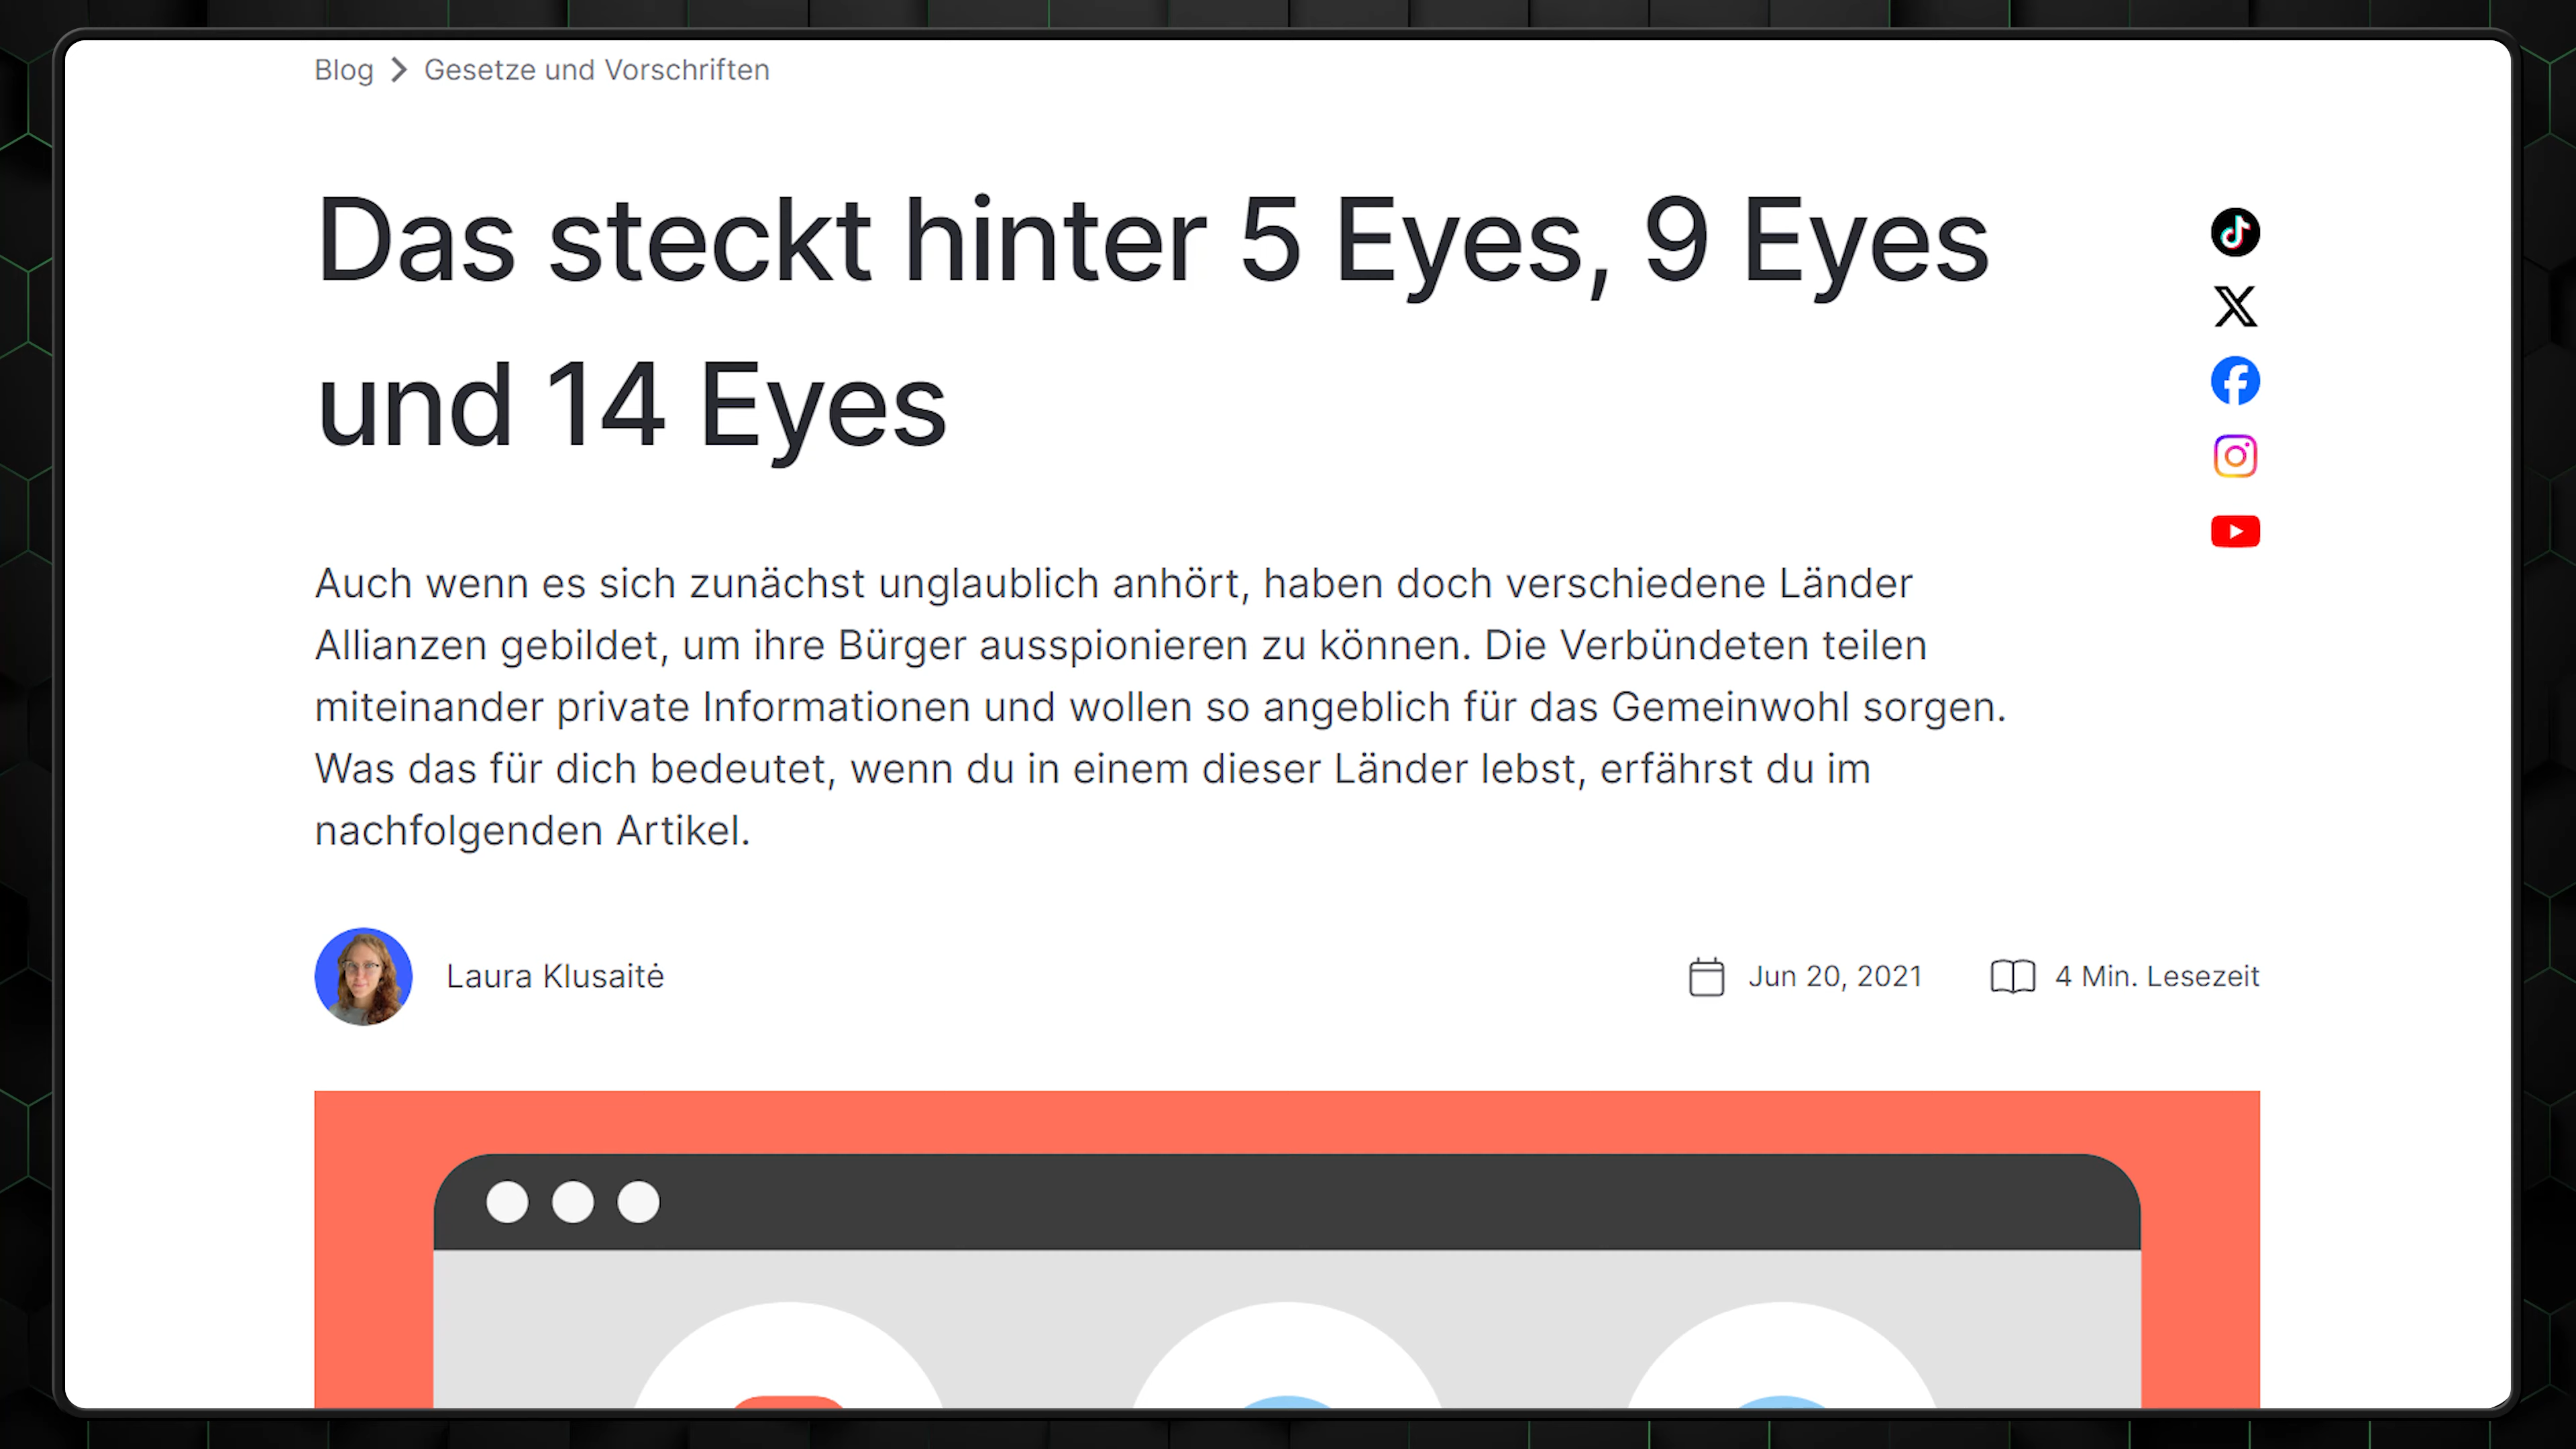 Blog > Gesetze und Vorschriften
Das steckt hinter 5 Eyes, 9 Eyes
und 14 Eyes
Auch wenn es sich zunächst unglaublich anhört, haben doch verschiedene Länder
Allianzen gebildet, um ihre Bürger ausspionieren zu können. Die Verbündeten teilen
miteinander private Informationen und wollen so angeblich für das Gemeinwohl sorgen.
Was das für dich bedeutet, wenn du in einem dieser Länder lebst, erfährst du im
nachfolgenden Artikel.
Laura Klusaitė
Jun 20, 2021
4 Min. Lesezeit